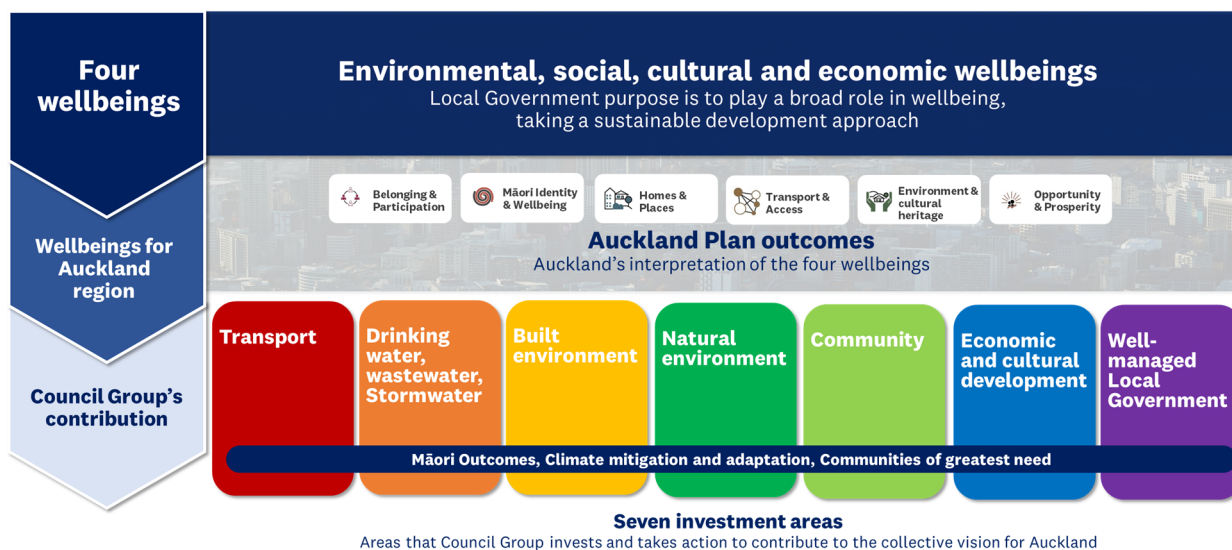 Four
wellbeings
Environmental, social, cultural and economic wellbeings
Local Government purpose is to play a broad role in wellbeing,
taking a sustainable development approach
Wellbeings for
Auckland
region
Belonging &
Participation
Māori Identity
& Wellbeing
Homes &
Places
Transport &
Access
Environment &
cultural
heritage
Opportunity
& Prosperity
Auckland Plan outcomes
Auckland's interpretation of the four wellbeings
Council Group's
contribution
Transport
Drinking
water,
wastewater,
Stormwater
Built
environment
Natural
environment
Community
Economic
and cultural
development
Well-
managed
Local
Government
Māori Outcomes, Climate mitigation and adaptation, Communities of greatest need
Seven investment areas
Areas that Council Group invests and takes action to contribute to the collective vision for Auckland